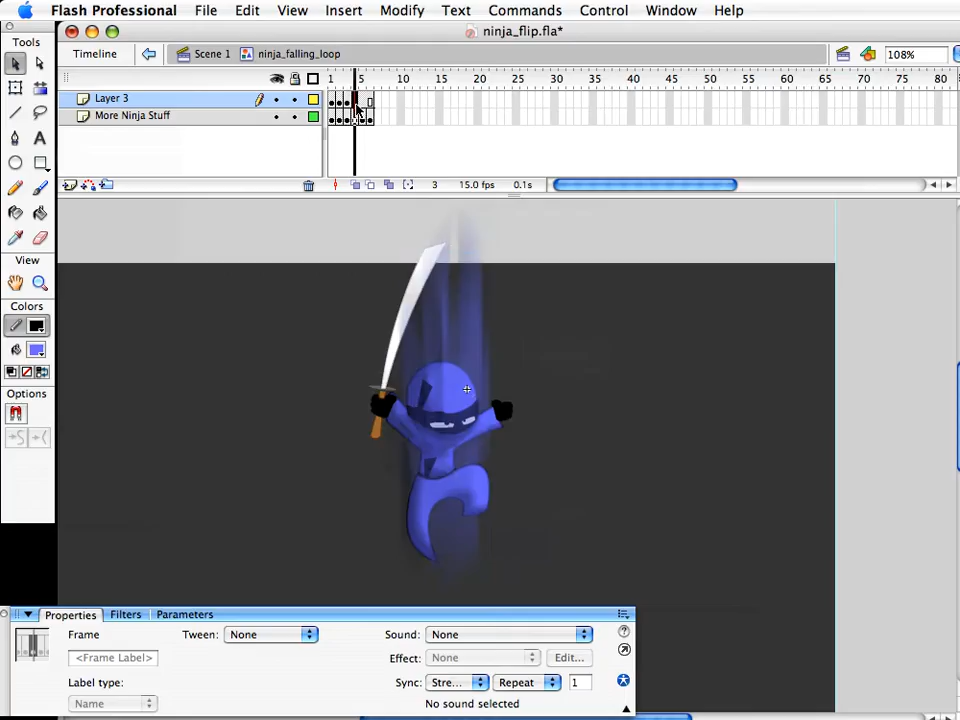 Flash Professional File Edit View Insert Modify Text Commands Control Window Help
ninja_flip.fla*
Tools
Timeline Scene 1 ninja_falling_loop 108%
1 5 10 15 20 25 30 35 40 45 50 55 60 65 70 75 80
Layer 3
More Ninja Stuff
3 15.0 fps 0.1s
A
View
Colors
Options
Properties Filters Parameters
Frame Tween: None Sound: None
<Frame Label> Effect: None Edit...
Label type: Sync: Stre... Repeat 1
Name No sound selected